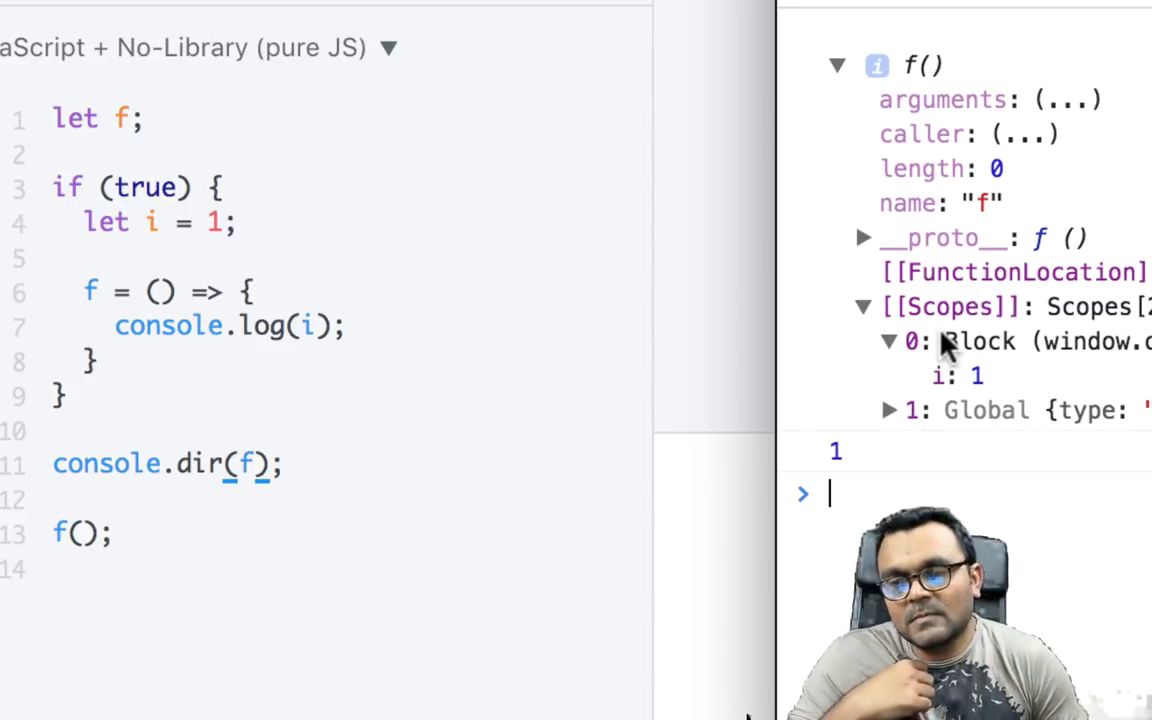 aScript + No-Library (pure JS) ▼
1 let f;
2
3 if (true) {
4 let i = 1;
5
6 f = () => {
7 console.log(i);
8 }
9 }
10
11 console.dir(f);
12
13 f();
14
▼ i f()
arguments: (...)
caller: (...)
length: 0
name: "f"
▶ __proto__: ƒ ()
[[FunctionLocation]
▼ [[Scopes]]: Scopes[2
▼ 0: Block (window.c
i: 1
▶ 1: Global {type: "
1
>